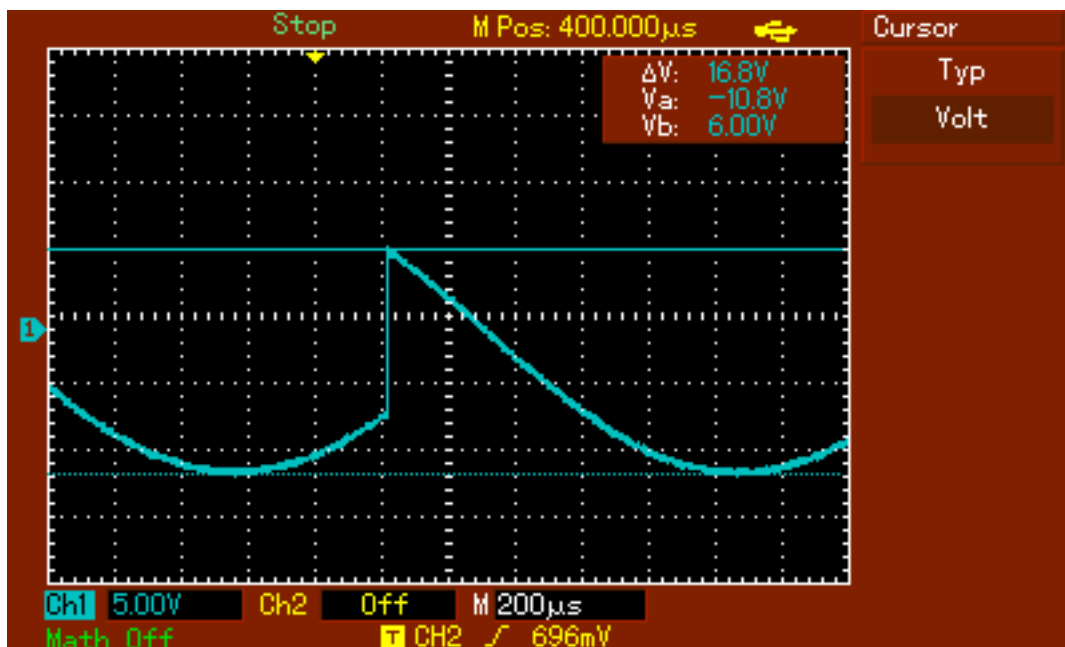 Stop M Pos: 400.000µs Cursor
ΔV: 16.8V Typ
Va: -10.8V
Vb: 6.00V Volt
1
Ch1 5.00V Ch2 Off M 200µs
Math Off T CH2 696mV